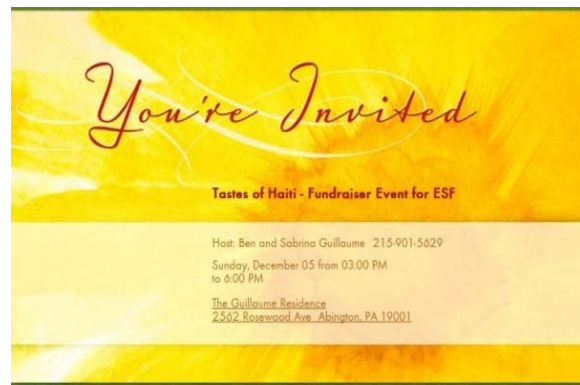 You're Invited
Tastes of Haiti - Fundraiser Event for ESF
Host: Ben and Sabrina Guillaume 215-901-5629
Sunday, December 05 from 03:00 PM
to 6:00 PM
The Guillaume Residence
2562 Rosewood Ave Abington, PA 19001